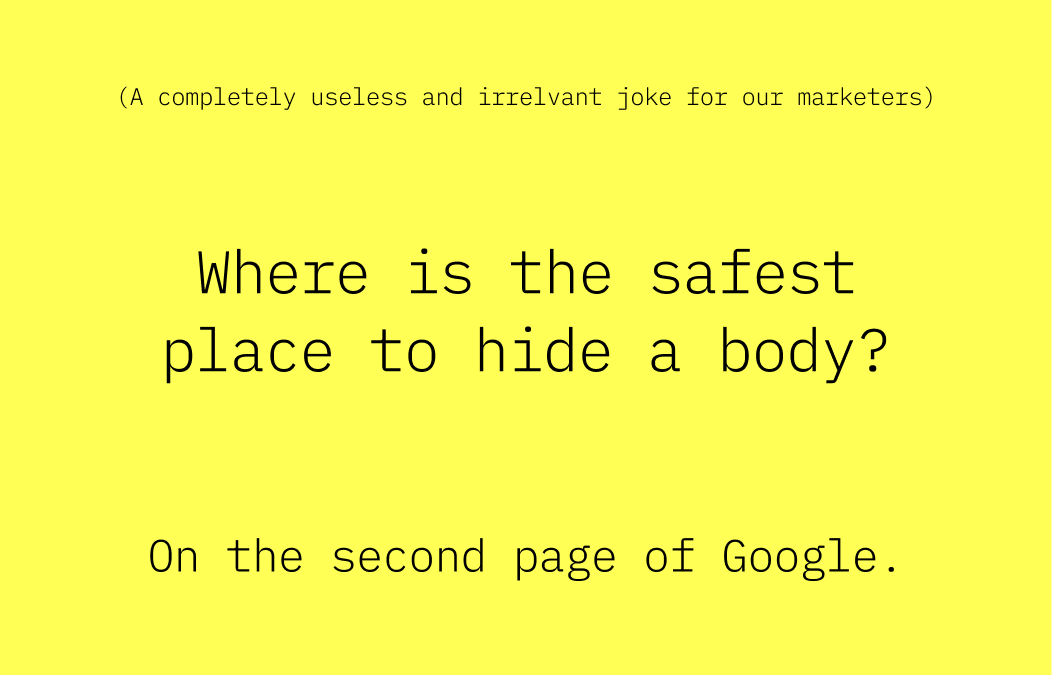 (A completely useless and irrelvant joke for our marketers)
Where is the safest
place to hide a body?
On the second page of Google.